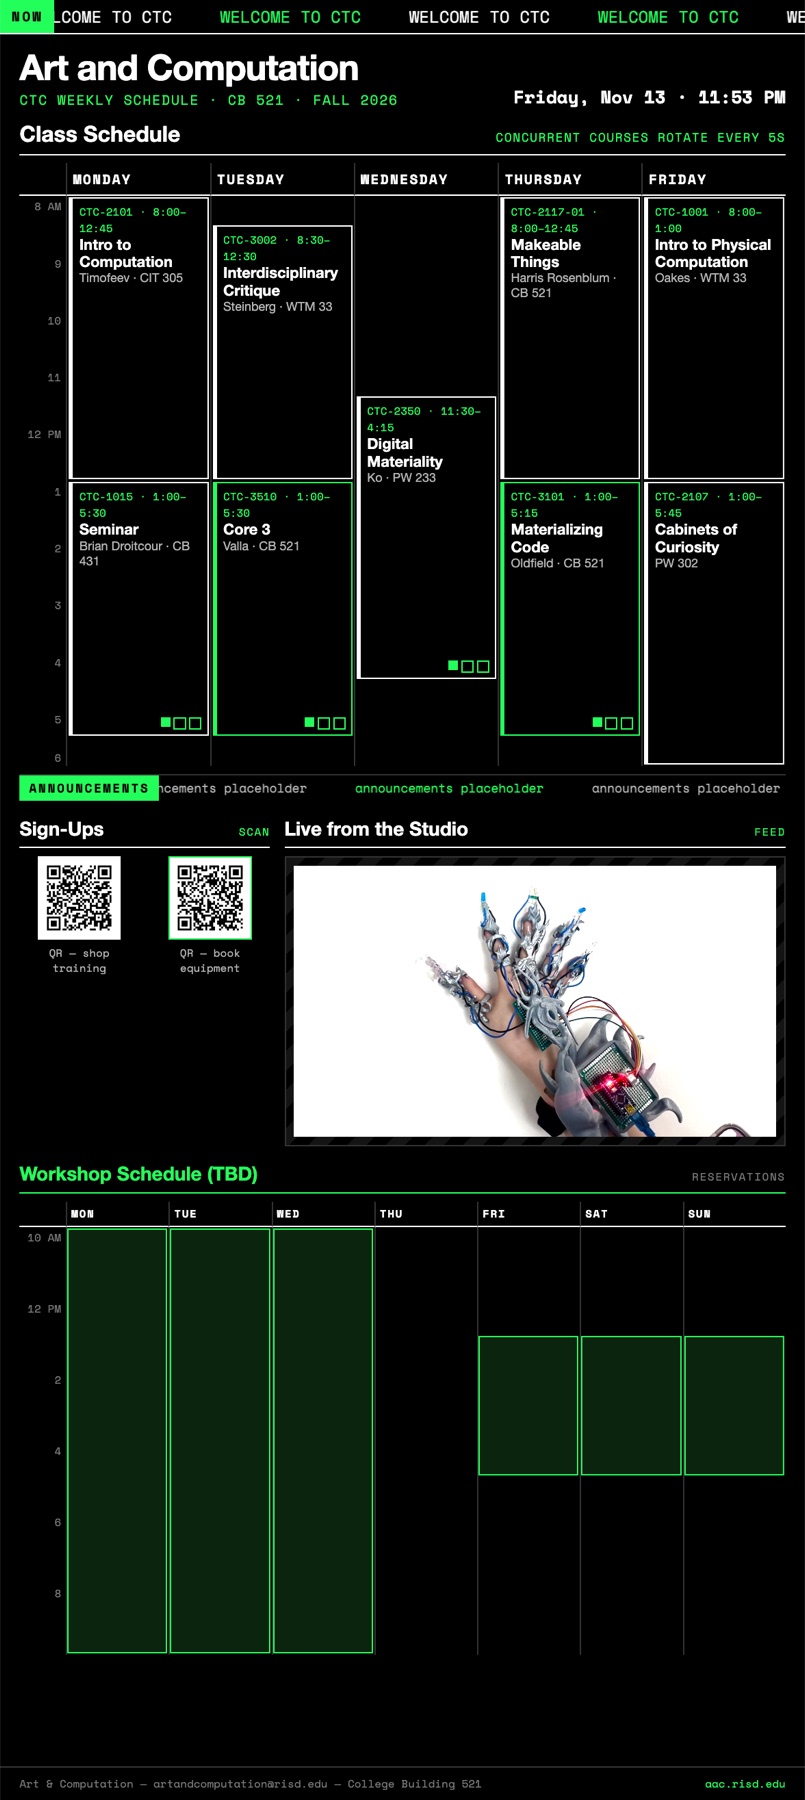 NOW
LCOME TO CTC WELCOME TO CTC WELCOME TO CTC WELCOME TO CTC WE
Art and Computation
CTC WEEKLY SCHEDULE · CB 521 · FALL 2026
Friday, Nov 13 · 11:53 PM
Class Schedule
CONCURRENT COURSES ROTATE EVERY 5S
MONDAY TUESDAY WEDNESDAY THURSDAY FRIDAY
8 AM
9
10
11
12 PM
1
2
3
4
5
6
CTC-2101 · 8:00–
12:45
Intro to
Computation
Timofeev · CIT 305
CTC-1015 · 1:00–
5:30
Seminar
Brian Droitcour · CB
431
CTC-3002 · 8:30–
12:30
Interdisciplinary
Critique
Steinberg · WTM 33
CTC-3510 · 1:00–
5:30
Core 3
Valla · CB 521
CTC-2350 · 11:30–
4:15
Digital
Materiality
Ko · PW 233
CTC-2117-01 ·
8:00–12:45
Makeable
Things
Harris Rosenblum ·
CB 521
CTC-3101 · 1:00–
5:15
Materializing
Code
Oldfield · CB 521
CTC-1001 · 8:00–
1:00
Intro to Physical
Computation
Oakes · WTM 33
CTC-2107 · 1:00–
5:45
Cabinets of
Curiosity
PW 302
ANNOUNCEMENTS
ncements placeholder announcements placeholder announcements placeholder
Sign-Ups
SCAN
QR — shop
training
QR — book
equipment
Live from the Studio
FEED
Workshop Schedule (TBD)
RESERVATIONS
MON TUE WED THU FRI SAT SUN
10 AM
12 PM
2
4
6
8
Art & Computation — artandcomputation@risd.edu — College Building 521
aac.risd.edu